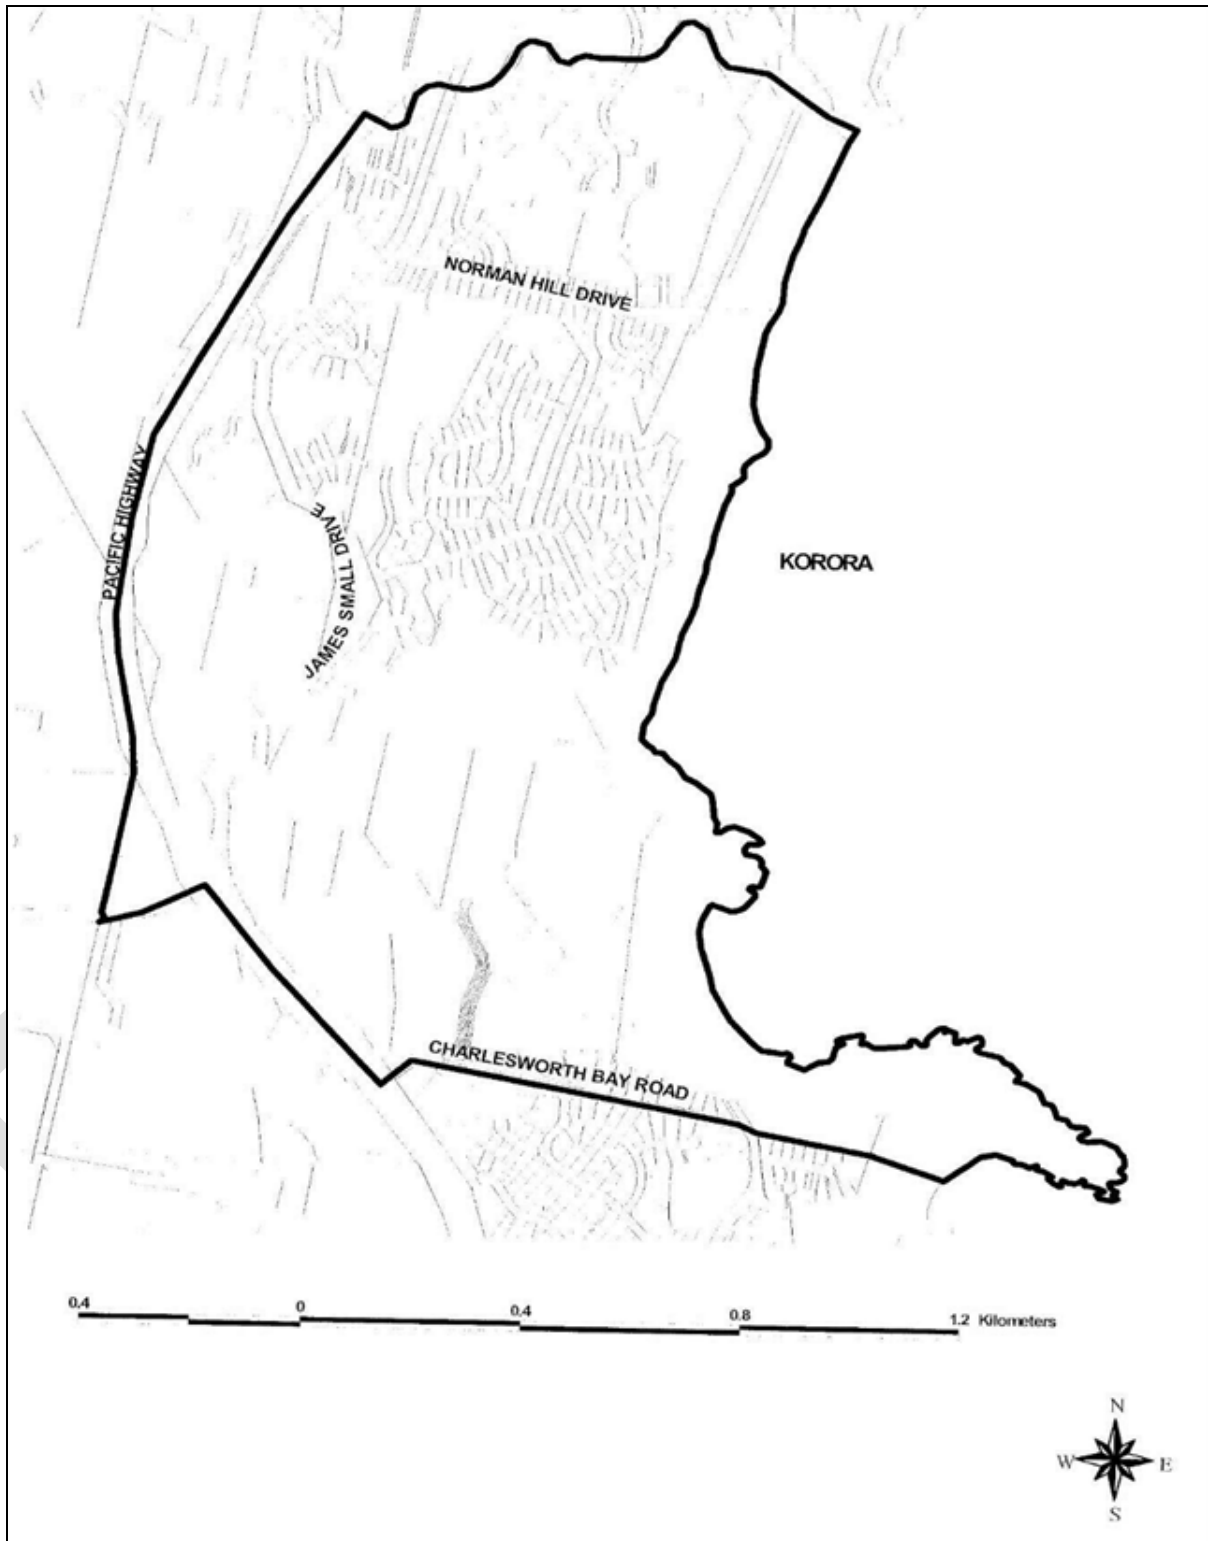 NORMAN HILL DRIVE
PACIFIC HIGHWAY
JAMES SMALL DRIVE
KORORA
CHARLESWORTH BAY ROAD
0.4 0 0.4 0.8 1.2 Kilometers
N
W E
S